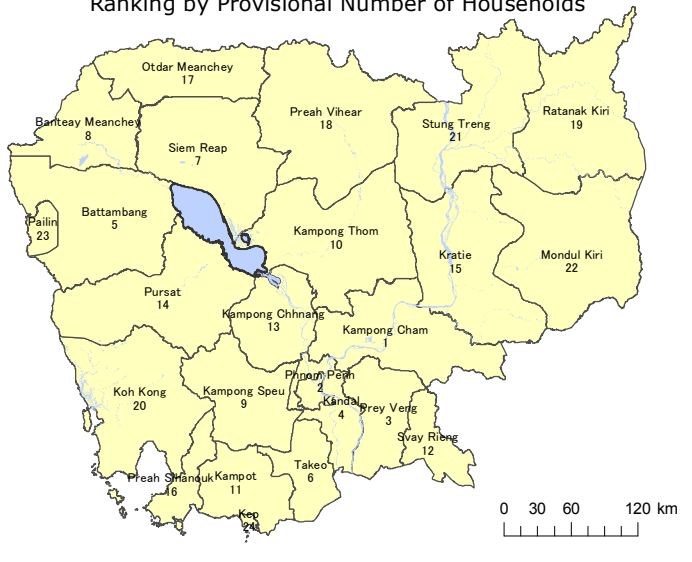 Ranking by Provisional Number of Households
Otdar Meanchey
17
Banteay Meanchey
8
Siem Reap
7
Preah Vihear
18
Stung Treng
21
Ratanak Kiri
19
Pailin
23
Battambang
5
Kampong Thom
10
Kratie
15
Mondul Kiri
22
Pursat
14
Kampong Chhnang
13
Kampong Cham
1
Koh Kong
20
Kampong Speu
9
Phnom Penh
2
Kandal
4
Prey Veng
3
Svay Rieng
12
Takeo
6
Preah Sihanouk
16
Kampot
11
Kep
24
0 30 60 120 km